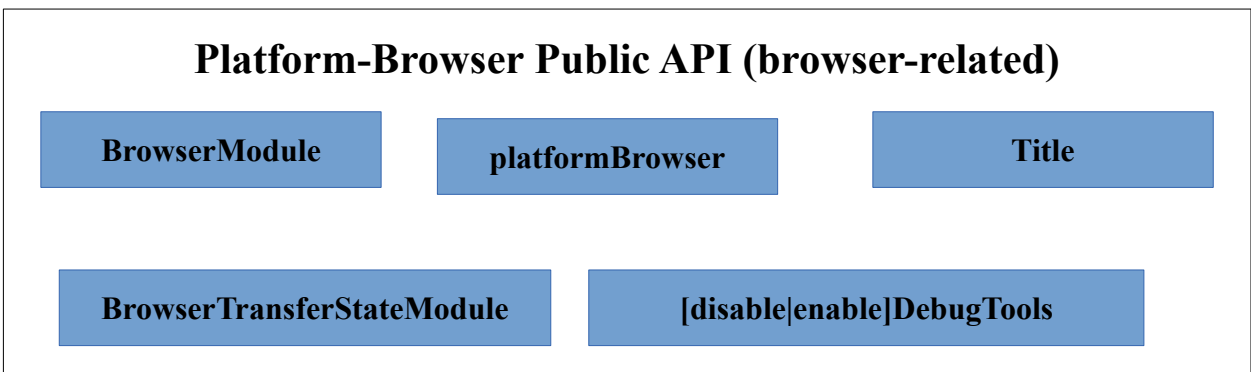 Platform-Browser Public API (browser-related)
BrowserModule
platformBrowser
Title
BrowserTransferStateModule
[disable|enable]DebugTools